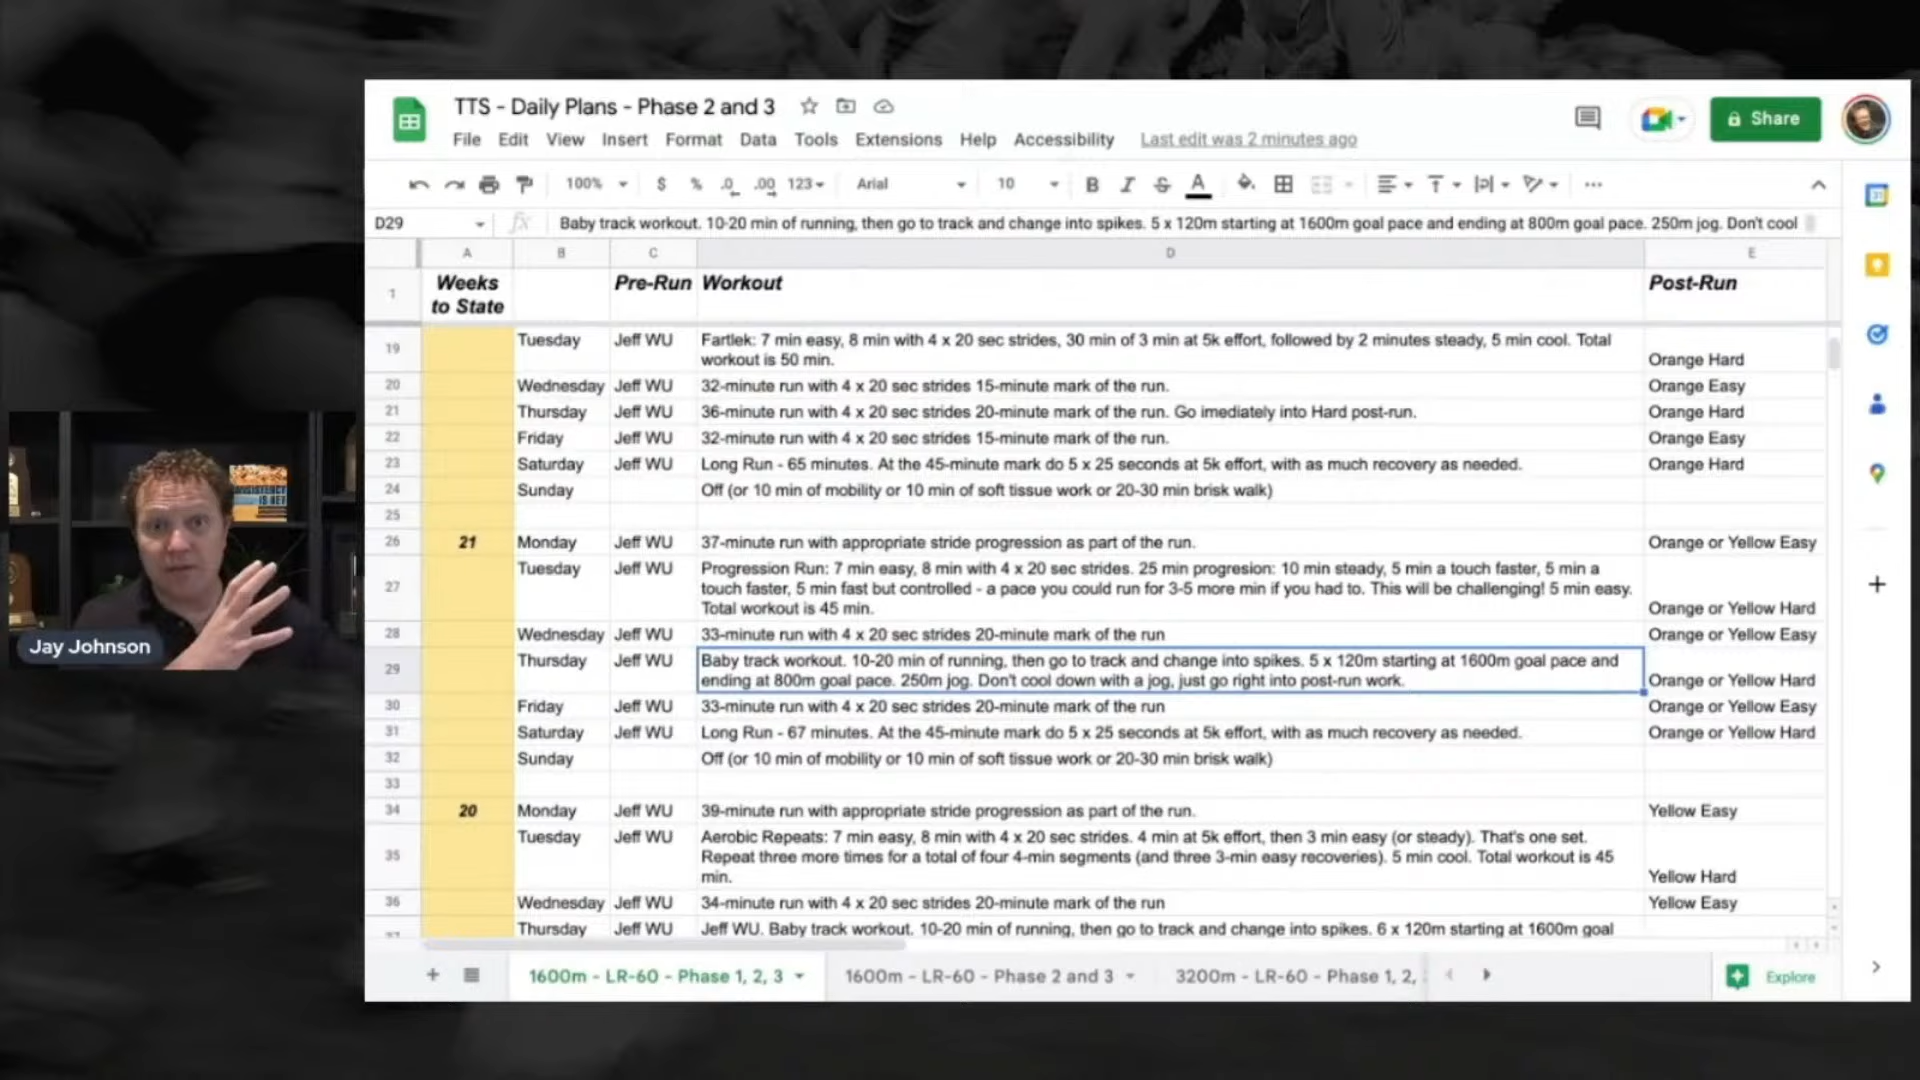 TTS - Daily Plans - Phase 2 and 3
Share
File Edit View Insert Format Data Tools Extensions Help Accessibility Last edit was 2 minutes ago
100% $ % .0 .00 123 Arial 10 B I S A
D29 fx Baby track workout. 10-20 min of running, then go to track and change into spikes. 5 x 120m starting at 1600m goal pace and ending at 800m goal pace. 250m jog. Don't cool
A B C D E
1 Weeks to State Pre-Run Workout Post-Run
19 Tuesday Jeff WU Fartlek: 7 min easy, 8 min with 4 x 20 sec strides, 30 min of 3 min at 5k effort, followed by 2 minutes steady, 5 min cool. Total
workout is 50 min. Orange Hard
20 Wednesday Jeff WU 32-minute run with 4 x 20 sec strides 15-minute mark of the run. Orange Easy
21 Thursday Jeff WU 36-minute run with 4 x 20 sec strides 20-minute mark of the run. Go imediately into Hard post-run. Orange Hard
22 Friday Jeff WU 32-minute run with 4 x 20 sec strides 15-minute mark of the run. Orange Easy
23 Saturday Jeff WU Long Run - 65 minutes. At the 45-minute mark do 5 x 25 seconds at 5k effort, with as much recovery as needed. Orange Hard
24 Sunday Off (or 10 min of mobility or 10 min of soft tissue work or 20-30 min brisk walk)
25
26 21 Monday Jeff WU 37-minute run with appropriate stride progression as part of the run. Orange or Yellow Easy
27 Tuesday Jeff WU Progression Run: 7 min easy, 8 min with 4 x 20 sec strides. 25 min progresion: 10 min steady, 5 min a touch faster, 5 min a
touch faster, 5 min fast but controlled - a pace you could run for 3-5 more min if you had to. This will be challenging! 5 min easy.
Total workout is 45 min. Orange or Yellow Hard
28 Wednesday Jeff WU 33-minute run with 4 x 20 sec strides 20-minute mark of the run Orange or Yellow Easy
29 Thursday Jeff WU Baby track workout. 10-20 min of running, then go to track and change into spikes. 5 x 120m starting at 1600m goal pace and
ending at 800m goal pace. 250m jog. Don't cool down with a jog, just go right into post-run work. Orange or Yellow Hard
30 Friday Jeff WU 33-minute run with 4 x 20 sec strides 20-minute mark of the run Orange or Yellow Easy
31 Saturday Jeff WU Long Run - 67 minutes. At the 45-minute mark do 5 x 25 seconds at 5k effort, with as much recovery as needed. Orange or Yellow Hard
32 Sunday Off (or 10 min of mobility or 10 min of soft tissue work or 20-30 min brisk walk)
33
34 20 Monday Jeff WU 39-minute run with appropriate stride progression as part of the run. Yellow Easy
35 Tuesday Jeff WU Aerobic Repeats: 7 min easy, 8 min with 4 x 20 sec strides. 4 min at 5k effort, then 3 min easy (or steady). That's one set.
Repeat three more times for a total of four 4-min segments (and three 3-min easy recoveries). 5 min cool. Total workout is 45
min. Yellow Hard
36 Wednesday Jeff WU 34-minute run with 4 x 20 sec strides 20-minute mark of the run Yellow Easy
Thursday Jeff WU Jeff WU. Baby track workout. 10-20 min of running, then go to track and change into spikes. 6 x 120m starting at 1600m goal
1600m - LR-60 - Phase 1, 2, 3 1600m - LR-60 - Phase 2 and 3 3200m - LR-60 - Phase 1, 2, Explore
CONSISTENCY
IS KEY
Jay Johnson